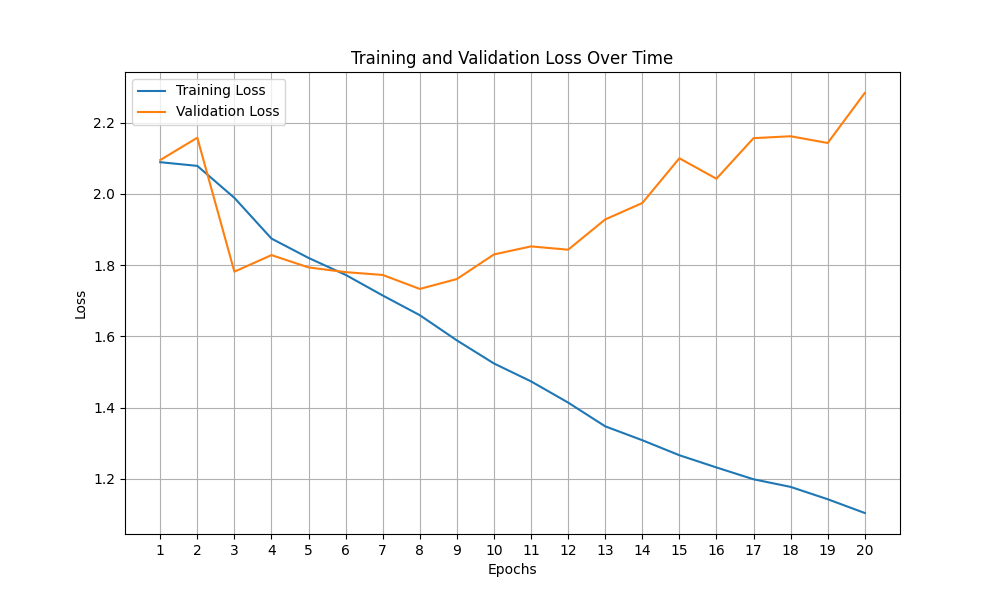 Training and Validation Loss Over Time
Training Loss
Validation Loss
2.2
2.0
1.8
1.6
1.4
1.2
Loss
1 2 3 4 5 6 7 8 9 10 11 12 13 14 15 16 17 18 19 20
Epochs